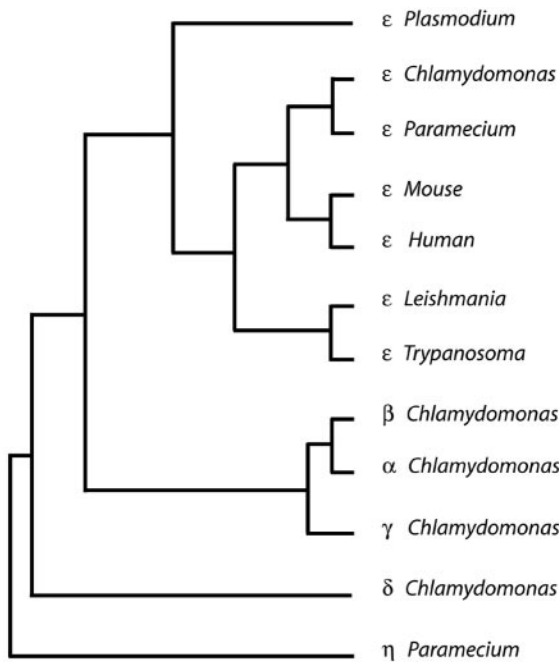 ε Plasmodium
ε Chlamydomonas
ε Paramecium
ε Mouse
ε Human
ε Leishmania
ε Trypanosoma
β Chlamydomonas
α Chlamydomonas
γ Chlamydomonas
δ Chlamydomonas
η Paramecium